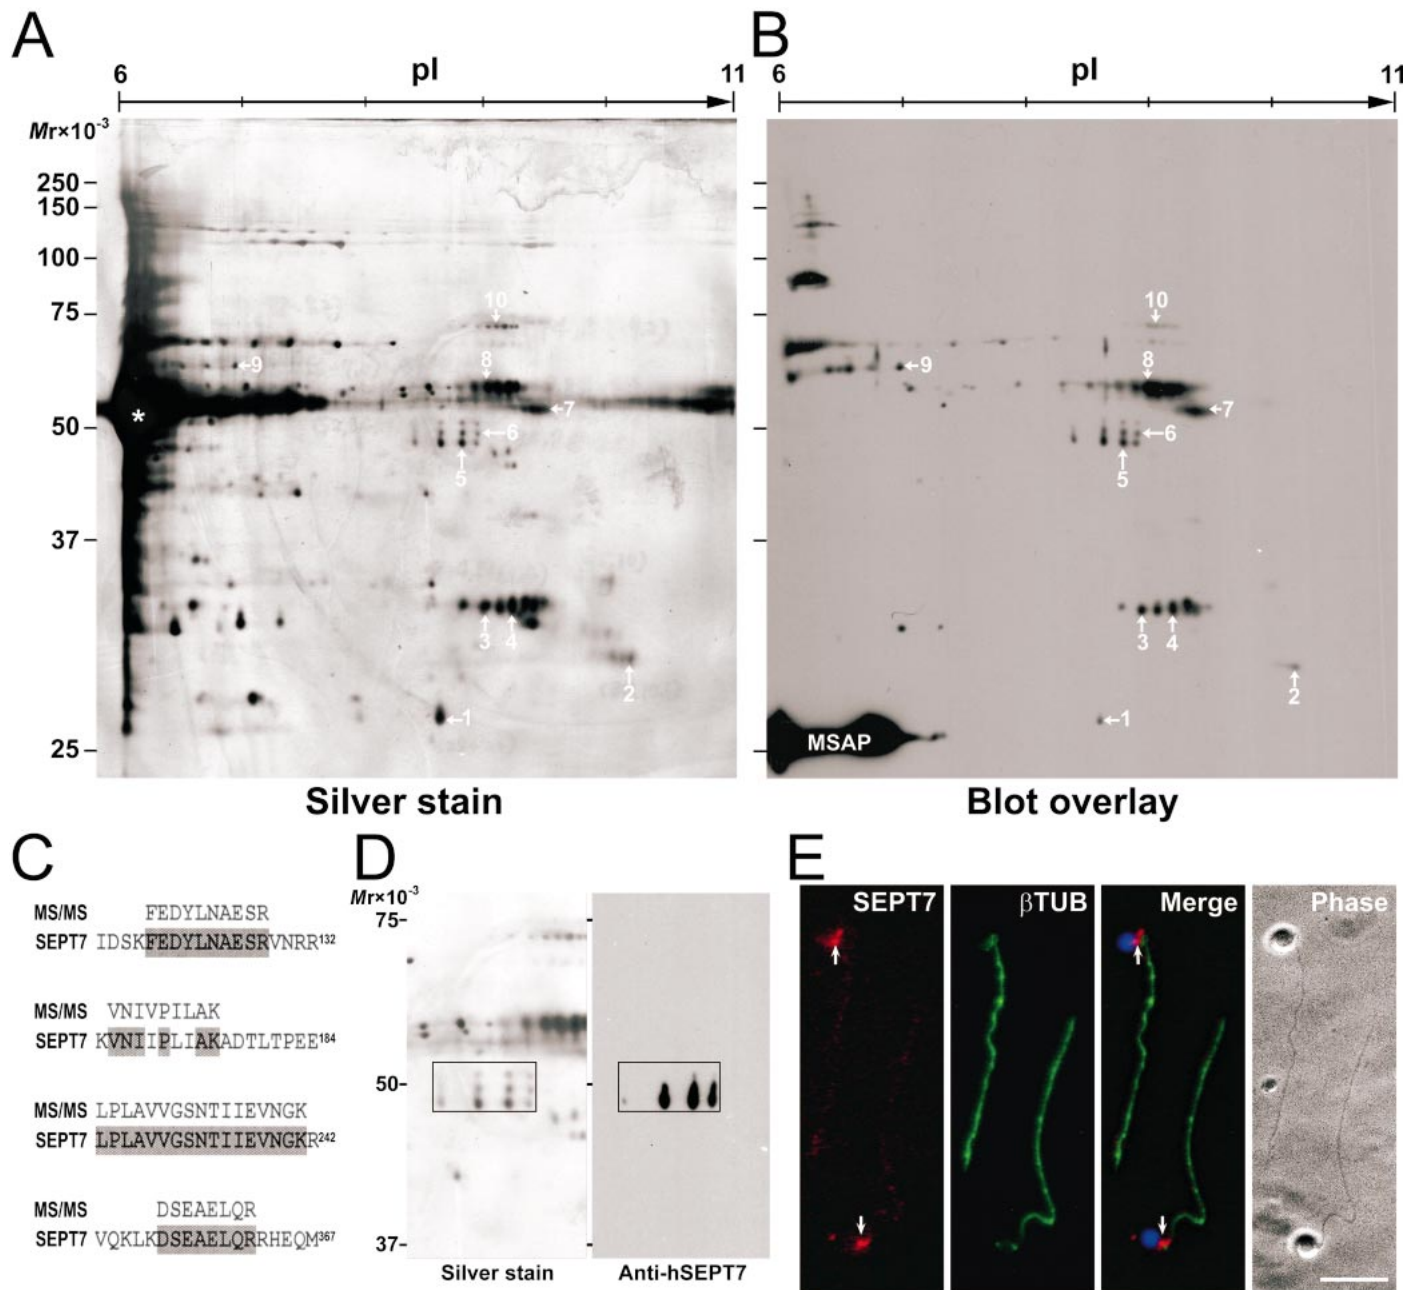 A
B
6 pI 11
6 pI 11
Mr×10-3
250
150
100
75
50
37
25
10
9
8
7
6
5
*
3
4
2
1
10
9
8
7
6
5
3
4
2
1
MSAP
Silver stain
Blot overlay
C
MS/MS FEDYLNAESR
SEPT7 IDSKFEDYLNAESRVNRR132
MS/MS VNIVPILAK
SEPT7 KVNIIPLIAKADTLTPEE184
MS/MS LPLAVVGSNTIIEVNGK
SEPT7 LPLAVVGSNTIIEVNGKR242
MS/MS DSEAELQR
SEPT7 VQKLKDSEAELQRRHEQM367
D
Mr×10-3
75
50
37
Silver stain
Anti-hSEPT7
E
SEPT7
βTUB
Merge
Phase